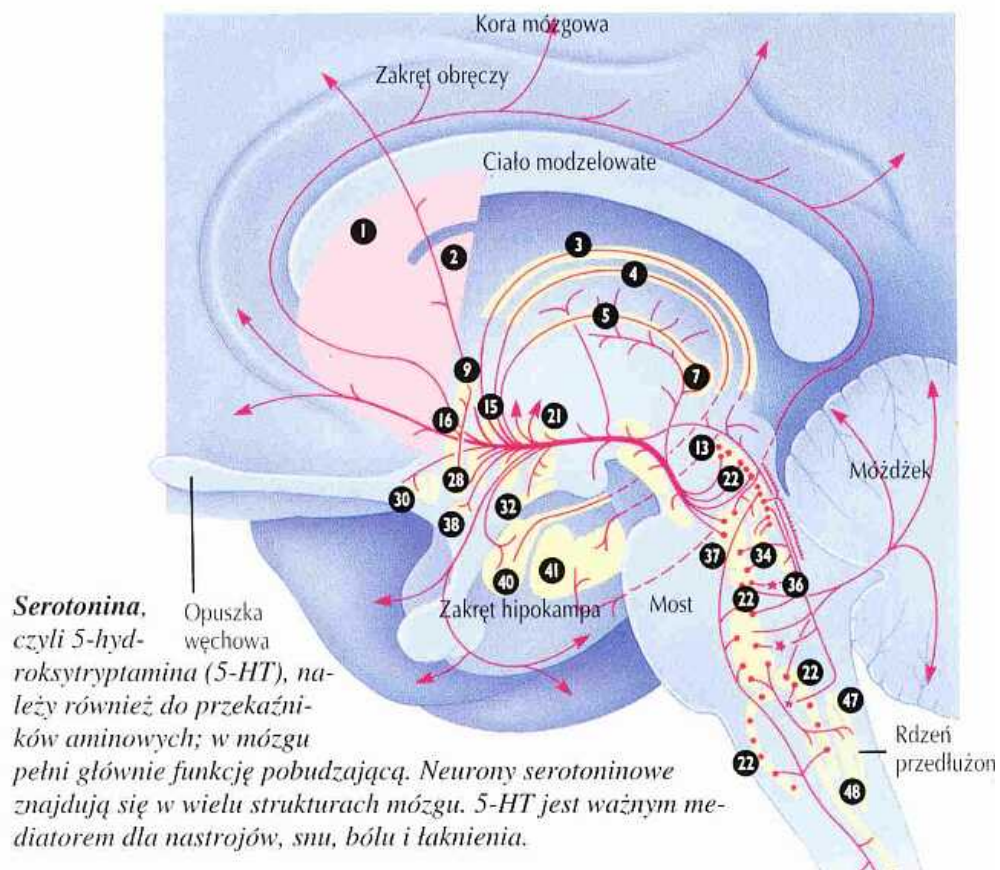 Kora mózgowa
Zakręt obręczy
Ciało modzelowate
1
2
3
4
5
7
9
16
15
21
13
22
Móżdżek
30
28
38
32
37
34
36
40
41
22
Zakręt hipokampa
Most
Opuszka
węchowa
22
47
22
48
Rdzeń
przedłużon
Serotonina,
czyli 5-hyd-
roksytryptamina (5-HT), na-
leży również do przekaźni-
ków aminowych; w mózgu
pełni głównie funkcję pobudzającą. Neurony serotoninowe
znajdują się w wielu strukturach mózgu. 5-HT jest ważnym me-
diatorem dla nastrojów, snu, bólu i łaknienia.